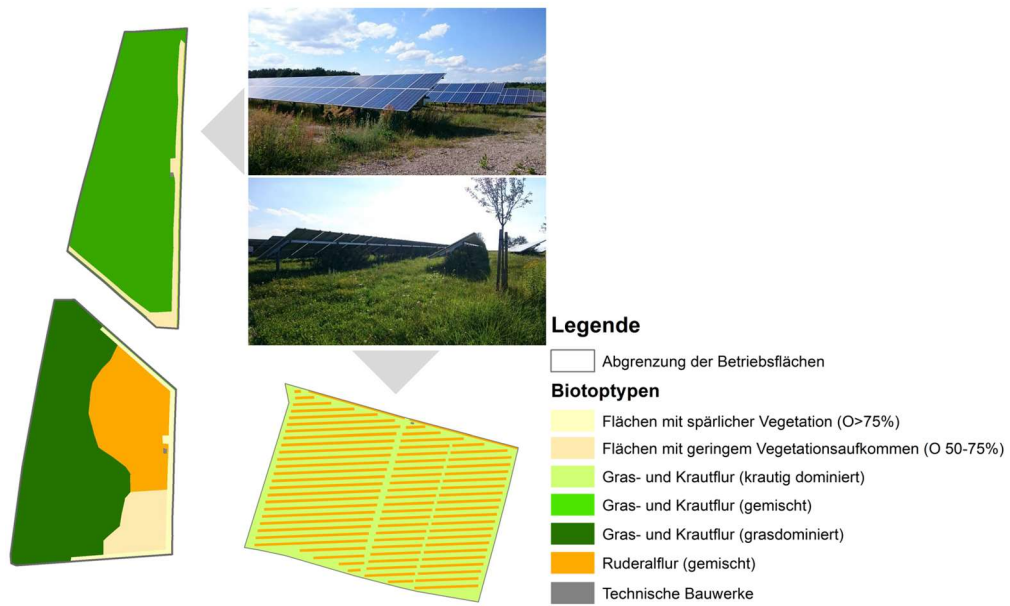 Legende
Abgrenzung der Betriebsflächen
Biotoptypen
Flächen mit spärlicher Vegetation (O>75%)
Flächen mit geringem Vegetationsaufkommen (O 50-75%)
Gras- und Krautflur (krautig dominiert)
Gras- und Krautflur (gemischt)
Gras- und Krautflur (grasdominiert)
Ruderalflur (gemischt)
Technische Bauwerke